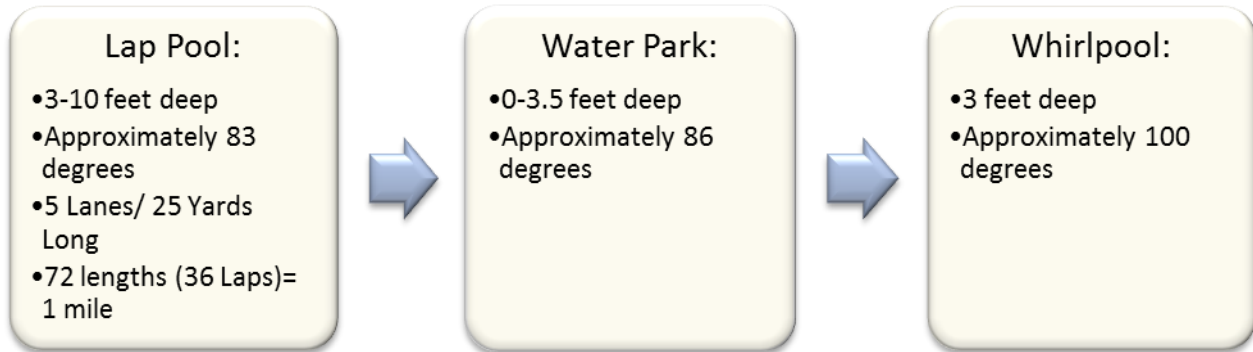 Lap Pool:
•3-10 feet deep
•Approximately 83
degrees
•5 Lanes/ 25 Yards
Long
•72 lengths (36 Laps)=
1 mile
Water Park:
•0-3.5 feet deep
•Approximately 86
degrees
Whirlpool:
•3 feet deep
•Approximately 100
degrees